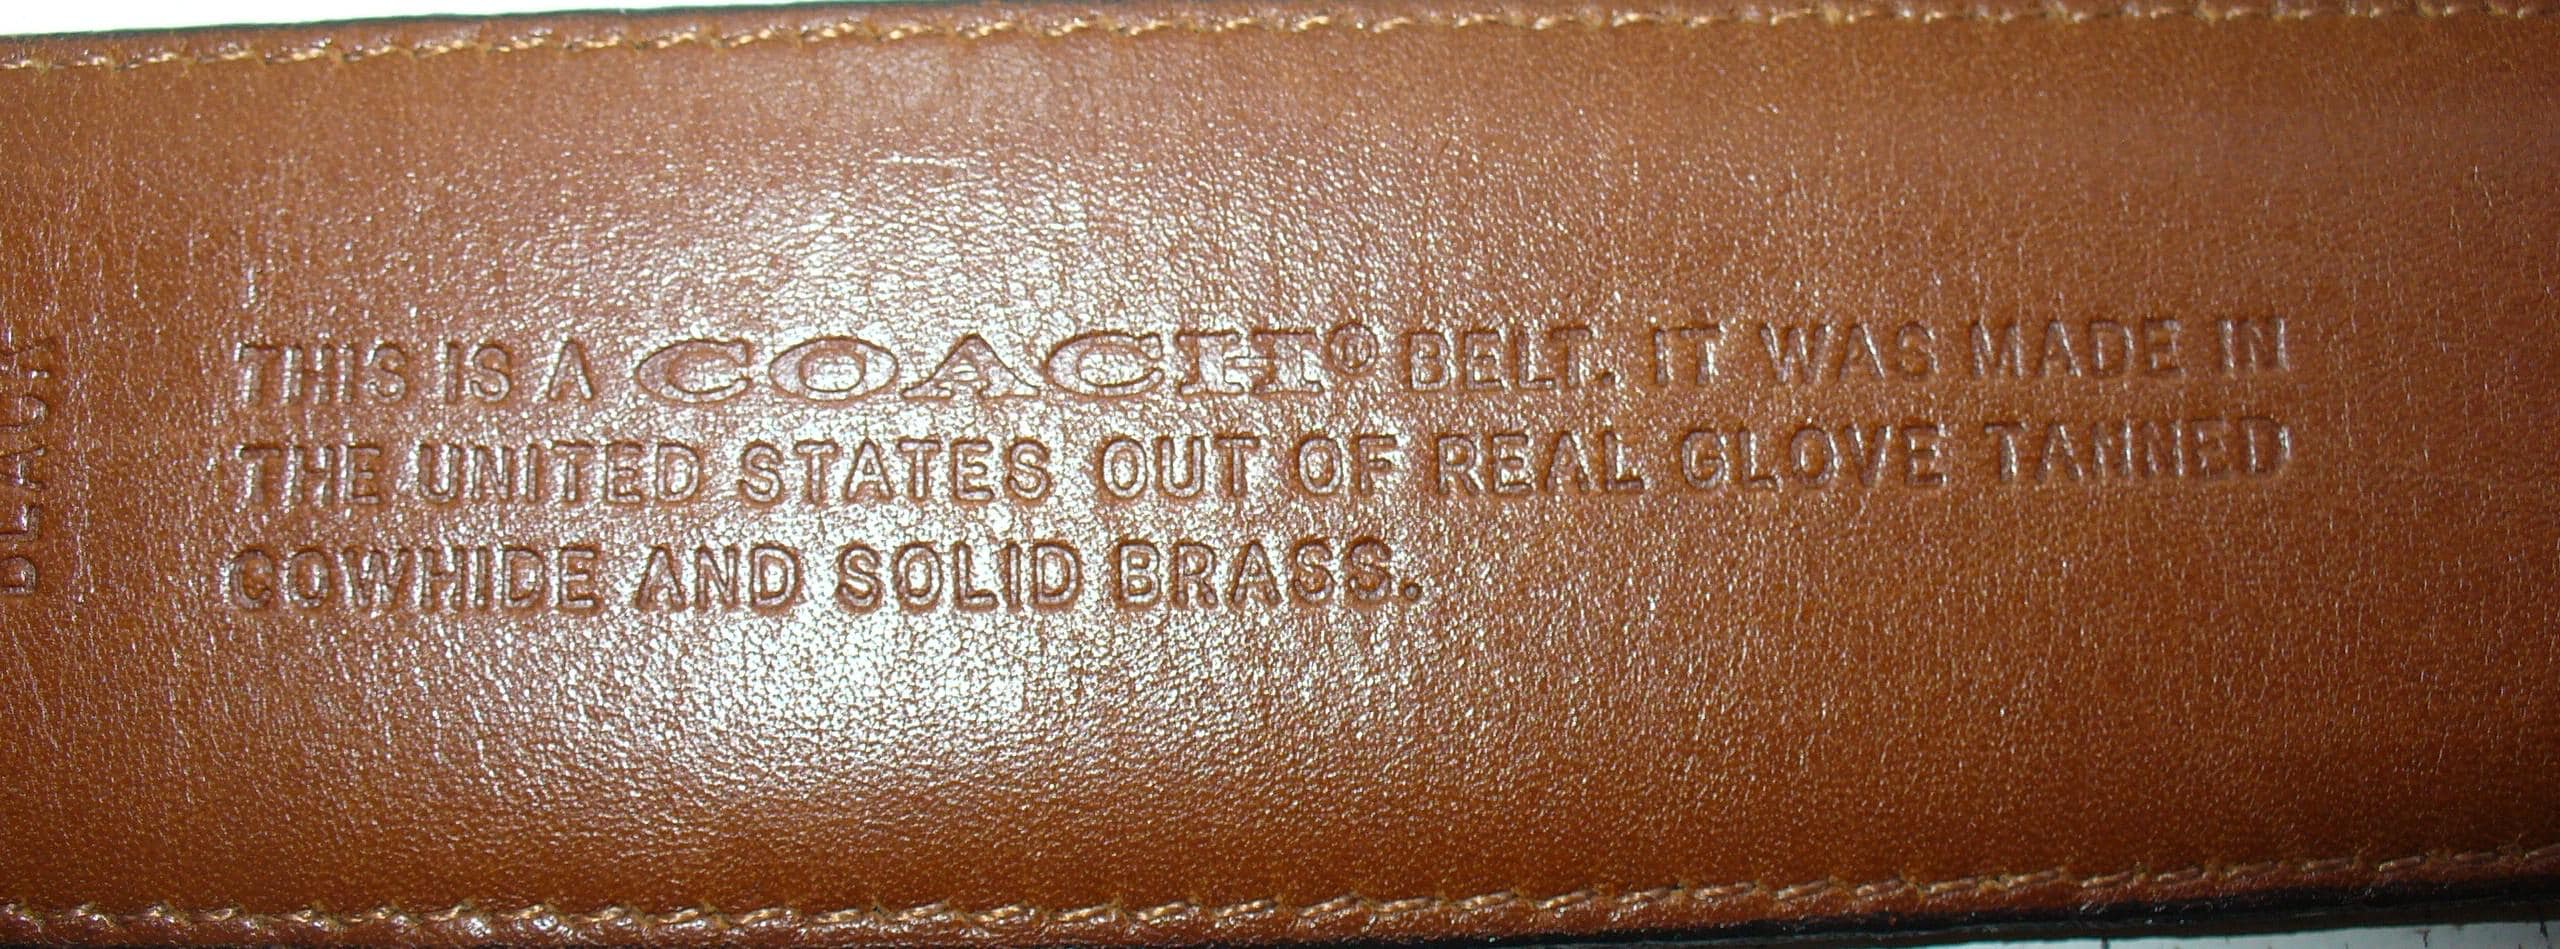 BLACK
THIS IS A COACH® BELT. IT WAS MADE IN
THE UNITED STATES OUT OF REAL GLOVE TANNED
COWHIDE AND SOLID BRASS.